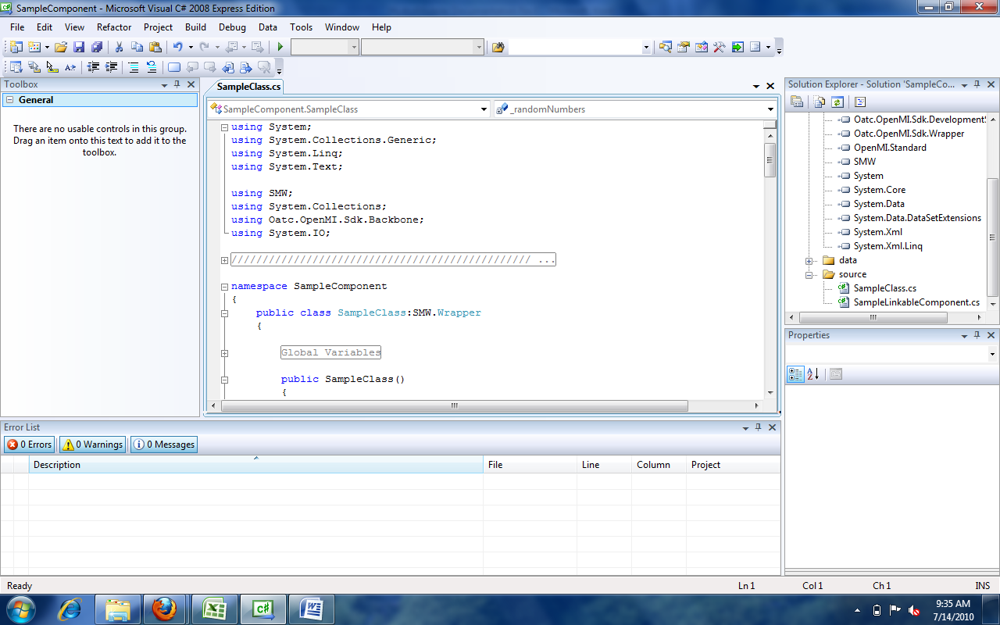 SampleComponent - Microsoft Visual C# 2008 Express Edition
File Edit View Refactor Project Build Debug Data Tools Window Help
Toolbox
General
There are no usable controls in this group.
Drag an item onto this text to add it to the
toolbox.
SampleClass.cs
SampleComponent.SampleClass
_randomNumbers
using System;
using System.Collections.Generic;
using System.Linq;
using System.Text;
using SMW;
using System.Collections;
using Oatc.OpenMI.Sdk.Backbone;
using System.IO;
//////////////////////////////////////////////// ...
namespace SampleComponent
{
public class SampleClass:SMW.Wrapper
{
Global Variables
public SampleClass()
{
Solution Explorer - Solution 'SampleCo...
Oatc.OpenMI.Sdk.Development
Oatc.OpenMI.Sdk.Wrapper
OpenMI.Standard
SMW
System
System.Core
System.Data
System.Data.DataSetExtensions
System.Xml
System.Xml.Linq
data
source
SampleClass.cs
SampleLinkableComponent.cs
Properties
Error List
0 Errors 0 Warnings 0 Messages
Description File Line Column Project
Ready Ln 1 Col 1 Ch 1 INS
9:35 AM
7/14/2010